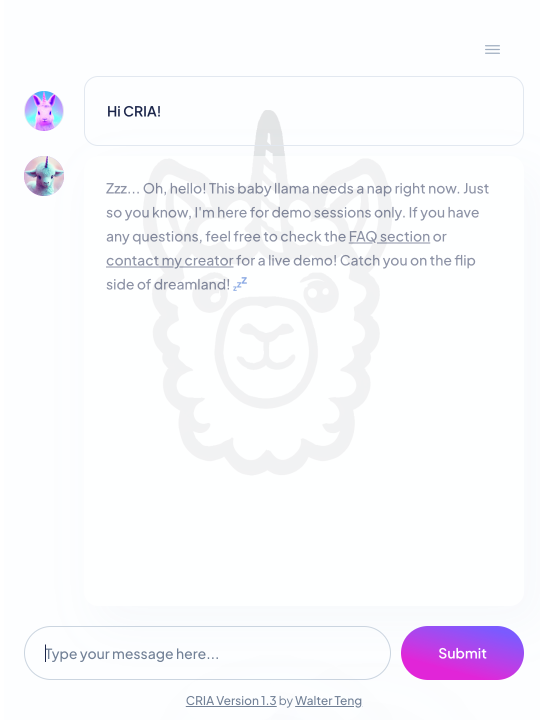 Hi CRIA!
Zzz... Oh, hello! This baby llama needs a nap right now. Just
so you know, I'm here for demo sessions only. If you have
any questions, feel free to check the FAQ section or
contact my creator for a live demo! Catch you on the flip
side of dreamland! 💤
Type your message here...
Submit
CRIA Version 1.3 by Walter Teng